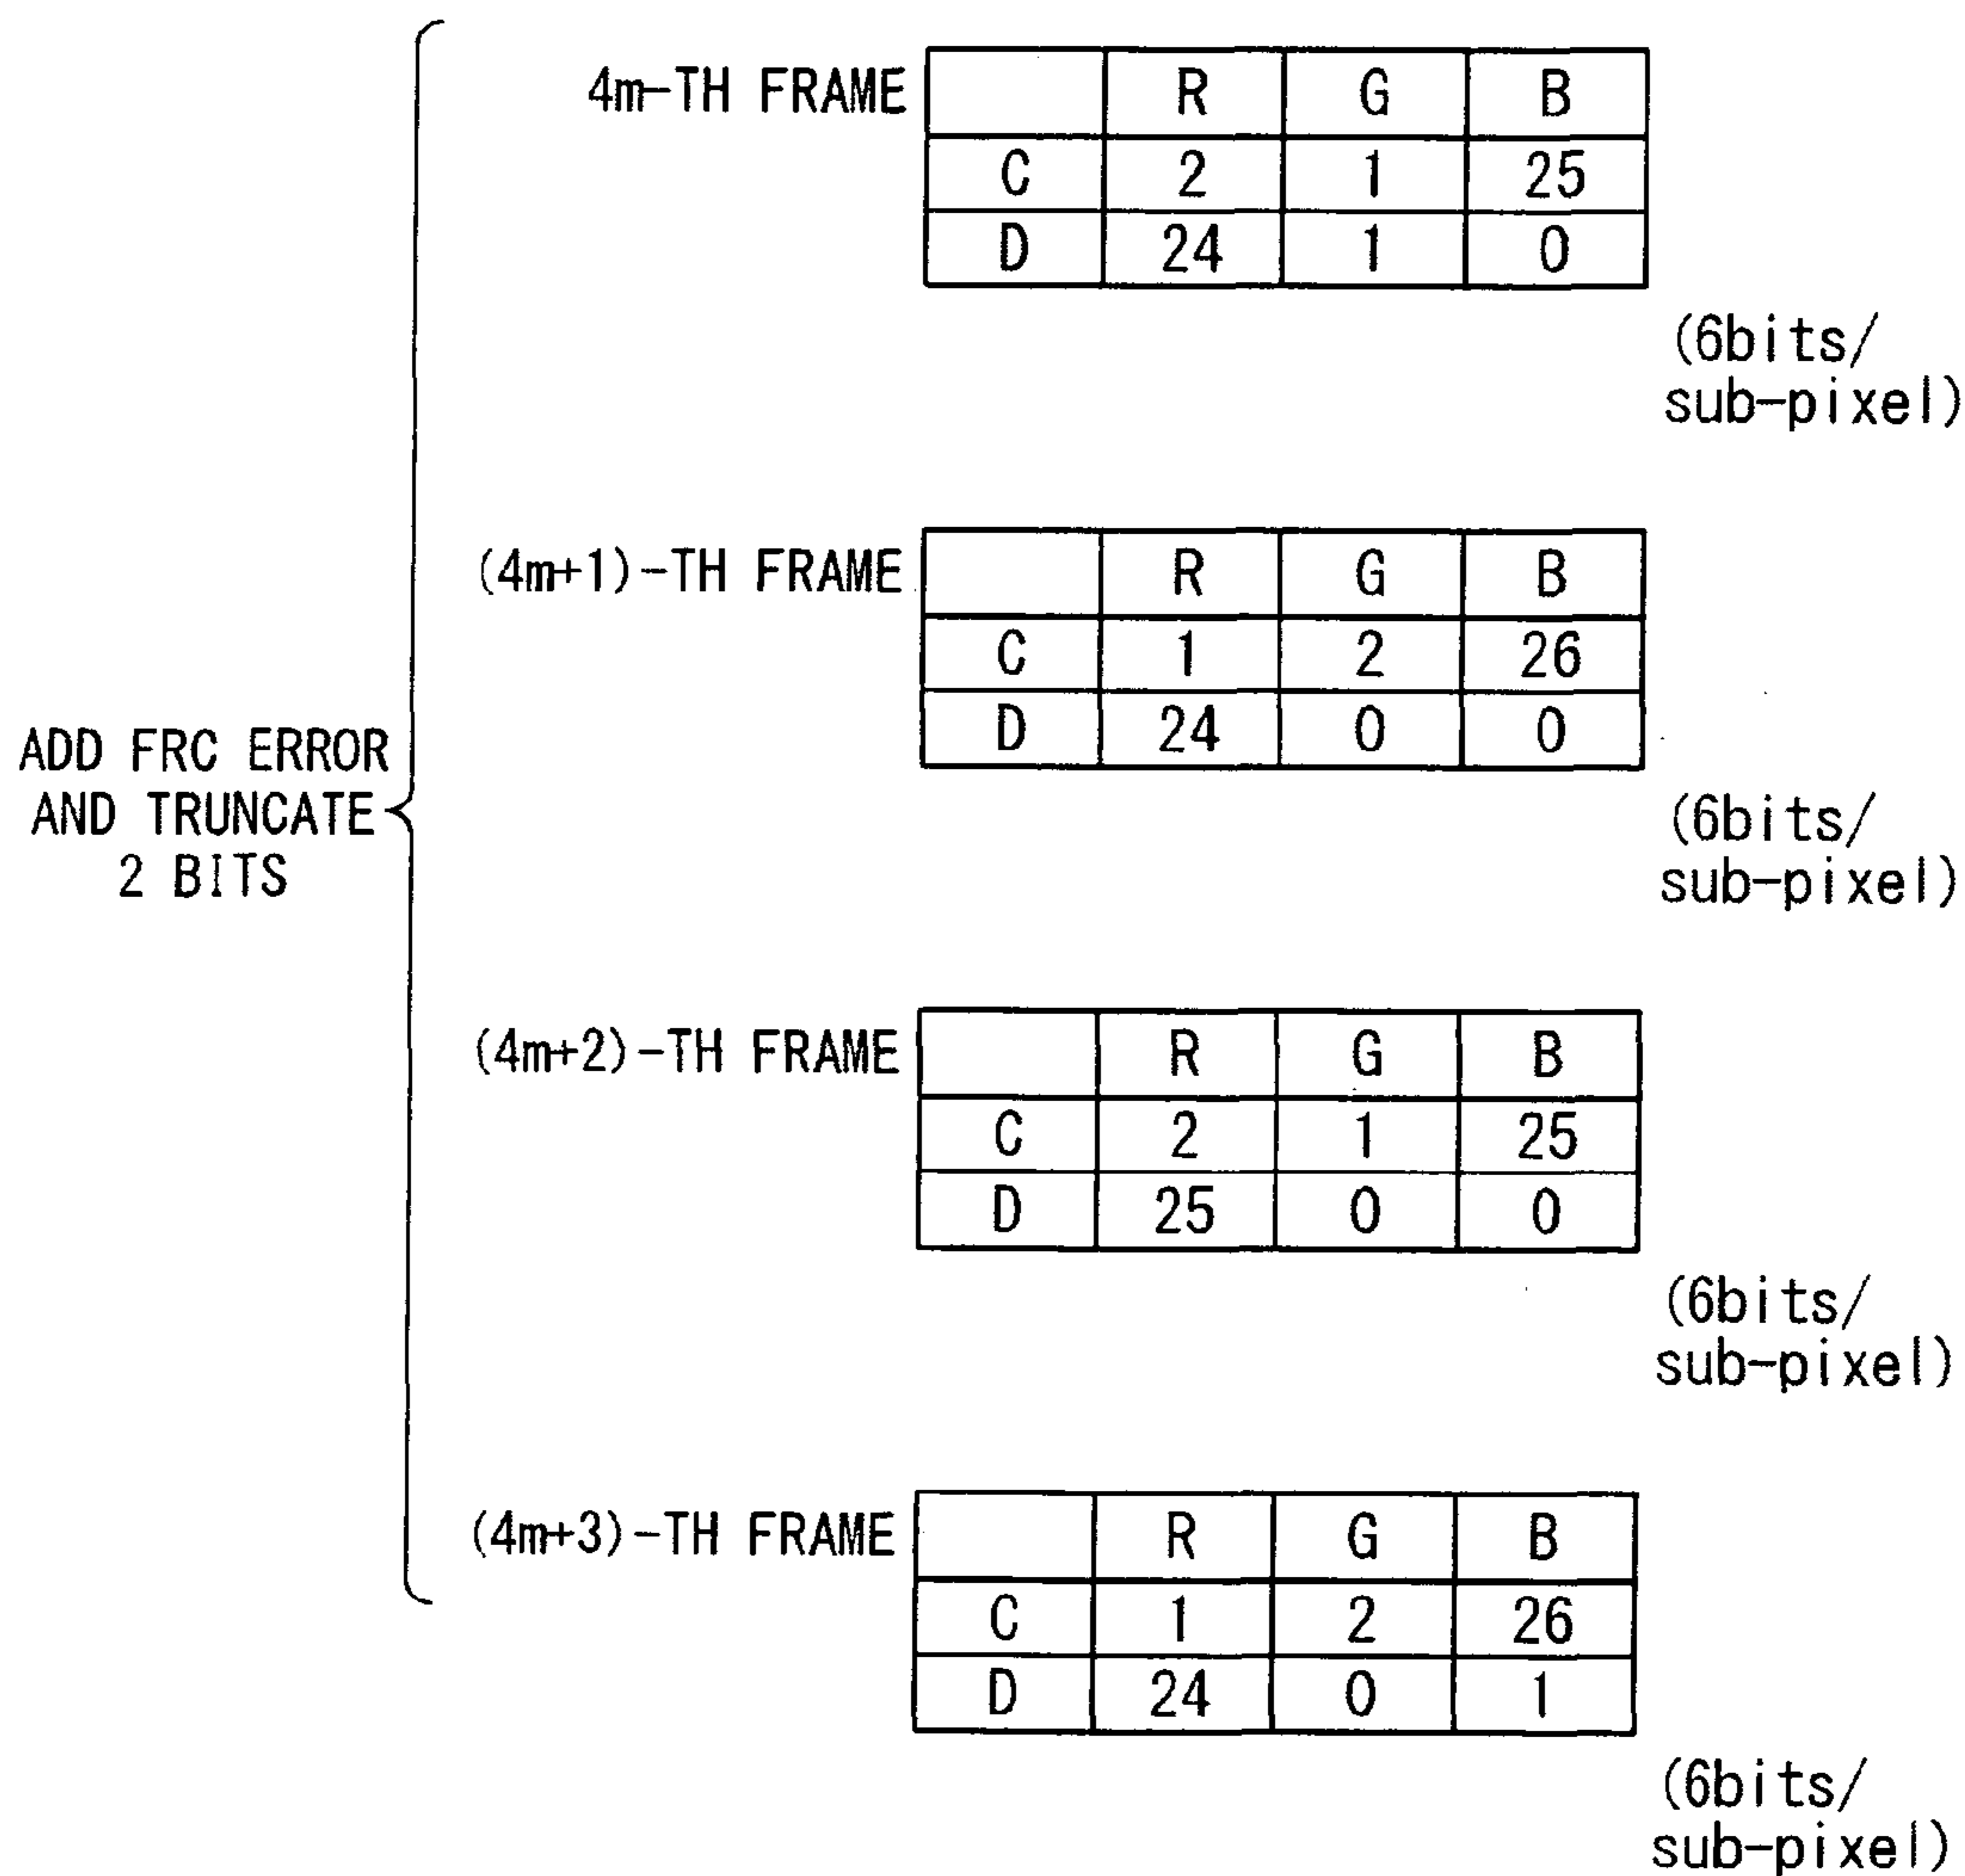 4m-TH FRAME
R G B
C 2 1 25
D 24 1 0
(6bits/
sub-pixel)
(4m+1)-TH FRAME
R G B
C 1 2 26
D 24 0 0
(6bits/
sub-pixel)
ADD FRC ERROR
AND TRUNCATE
2 BITS
(4m+2)-TH FRAME
R G B
C 2 1 25
D 25 0 0
(6bits/
sub-pixel)
(4m+3)-TH FRAME
R G B
C 1 2 26
D 24 0 1
(6bits/
sub-pixel)